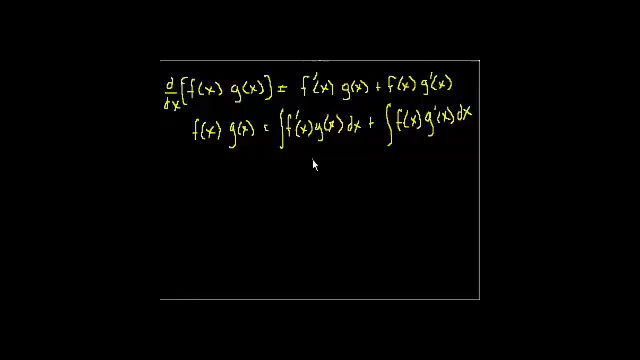 d/dx [f(x) g(x)] = f'(x) g(x) + f(x) g'(x)
f(x) g(x) = ∫f'(x) g(x) dx + ∫f(x) g'(x) dx